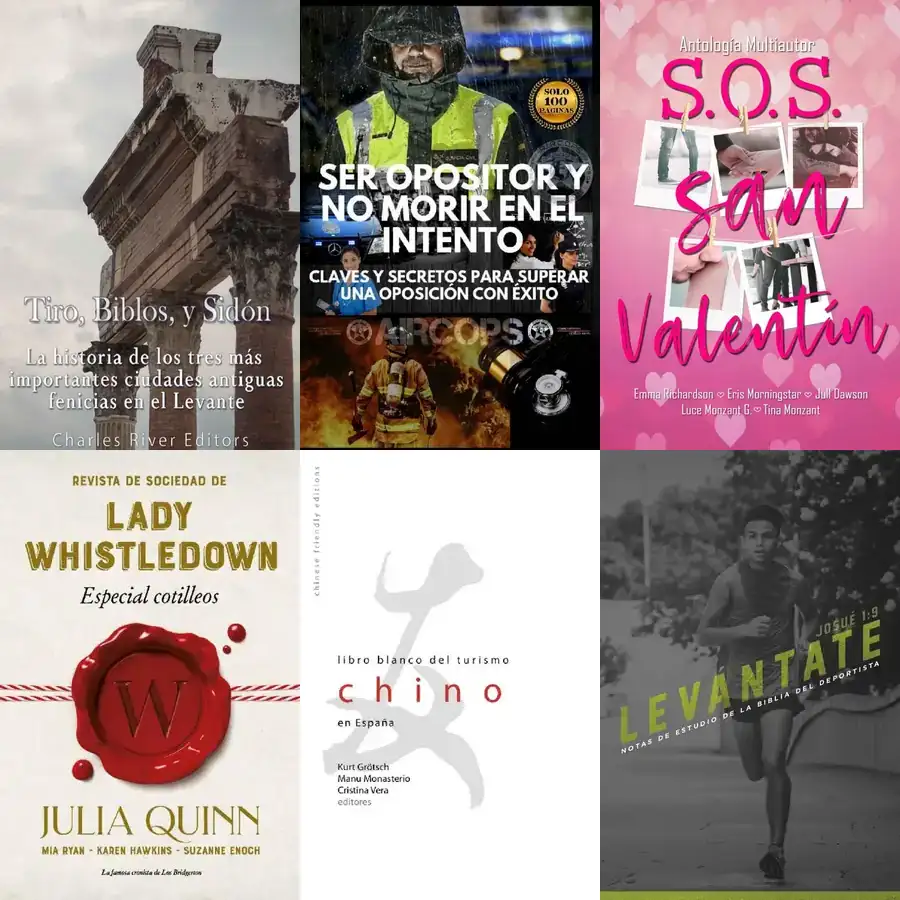 Tiro, Biblos, y Sidón
La historia de los tres más
importantes ciudades antiguas
fenicias en el Levante
Charles River Editors
SOLO
100
PAGINAS
SER OPOSITOR Y
NO MORIR EN EL
INTENTO
CLAVES Y SECRETOS PARA SUPERAR
UNA OPOSICIÓN CON ÉXITO
AIRCOPS
Antología Multiautor
S.O.S.
san
Valentín
Emma Richardson ♡ Eris Morningstar ♡ Jull Dawson
Luce Monzant G. ♡ Tina Monzant
REVISTA DE SOCIEDAD DE
LADY
WHISTLEDOWN
Especial cotilleos
W
JULIA QUINN
MIA RYAN - KAREN HAWKINS - SUZANNE ENOCH
La famosa cronista de Los Bridgerton
chinese friendly editions
libro blanco del turismo
chino
en España
Kurt Grötsch
Manu Monasterio
Cristina Vera
editores
JOSUÉ 1:9
LEVÁNTATE
NOTAS DE ESTUDIO DE LA BIBLIA DEL DEPORTISTA